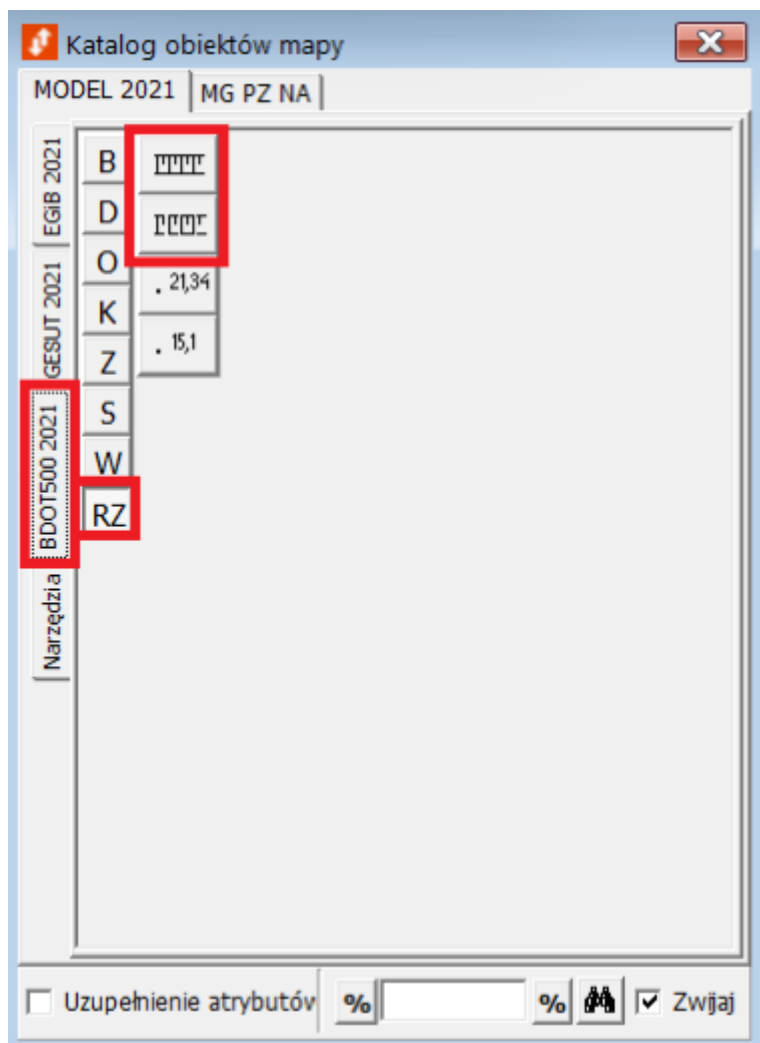 Katalog obiektów mapy
MODEL 2021
MG PZ NA
EGiB 2021
GESUT 2021
BDOT500 2021
Narzędzia
B
D
O
K
Z
S
W
RZ
. 21,34
. 15,1
Uzupełnienie atrybutów
%
%
Zwijaj